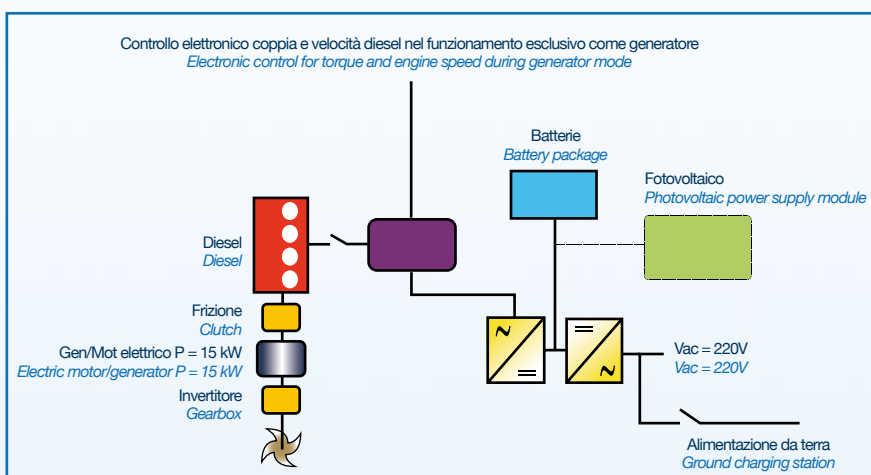 Controllo elettronico coppia e velocità diesel nel funzionamento esclusivo come generatore
Electronic control for torque and engine speed during generator mode
Batterie
Battery package
Fotovoltaico
Photovoltaic power supply module
Diesel
Diesel
Frizione
Clutch
Gen/Mot elettrico P = 15 kW
Electric motor/generator P = 15 kW
Invertitore
Gearbox
Vac = 220V
Vac = 220V
Alimentazione da terra
Ground charging station